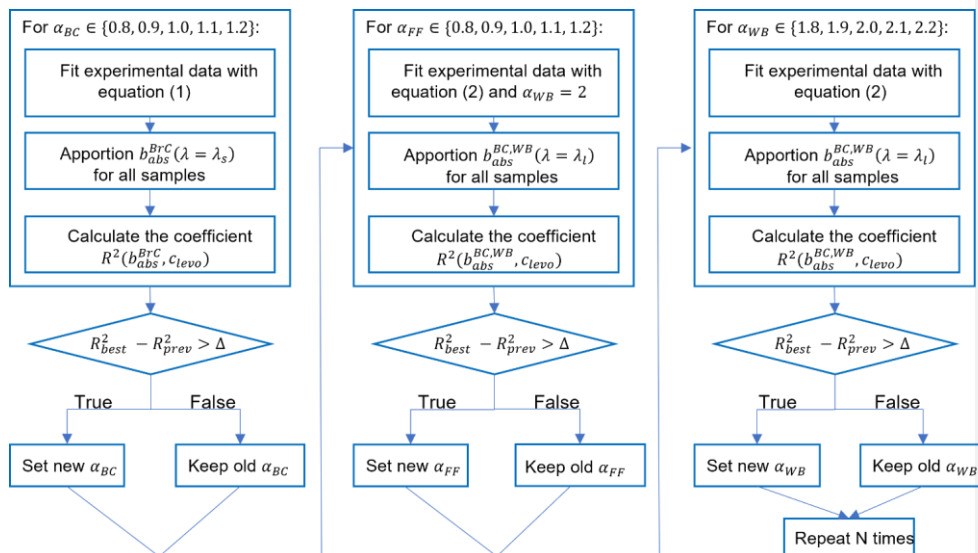 For α_BC ∈ {0.8, 0.9, 1.0, 1.1, 1.2}:
Fit experimental data with
equation (1)
Apportion b_abs^BrC(λ = λ_s)
for all samples
Calculate the coefficient
R²(b_abs^BrC, c_levo)
R²_best − R²_prev > Δ
True
False
Set new α_BC
Keep old α_BC
For α_FF ∈ {0.8, 0.9, 1.0, 1.1, 1.2}:
Fit experimental data with
equation (2) and α_WB = 2
Apportion b_abs^BC,WB(λ = λ_l)
for all samples
Calculate the coefficient
R²(b_abs^BC,WB, c_levo)
R²_best − R²_prev > Δ
True
False
Set new α_FF
Keep old α_FF
For α_WB ∈ {1.8, 1.9, 2.0, 2.1, 2.2}:
Fit experimental data with
equation (2)
Apportion b_abs^BC,WB(λ = λ_l)
for all samples
Calculate the coefficient
R²(b_abs^BC,WB, c_levo)
R²_best − R²_prev > Δ
True
False
Set new α_WB
Keep old α_WB
Repeat N times